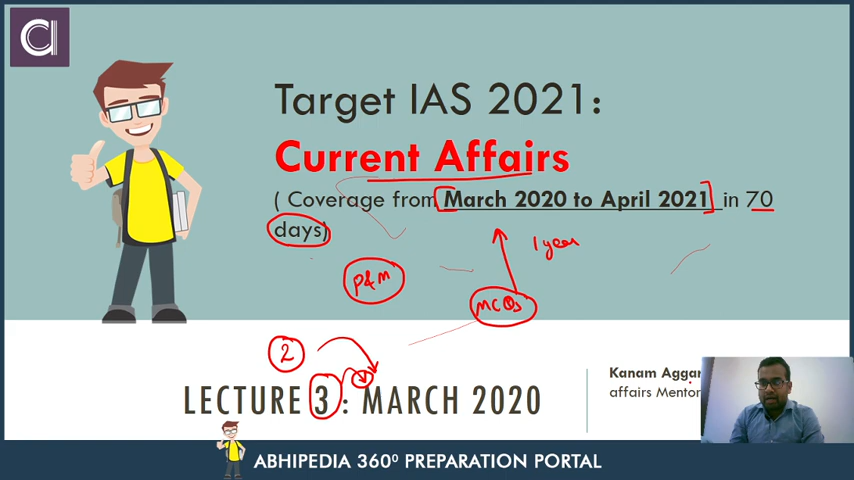 Target IAS 2021:
Current Affairs
( Coverage from March 2020 to April 2021 in 70
days)
1 year
P&M
MCQs
2
LECTURE 3 : MARCH 2020
Kanam Aggar
affairs Mentor
ABHIPEDIA 360⁰ PREPARATION PORTAL